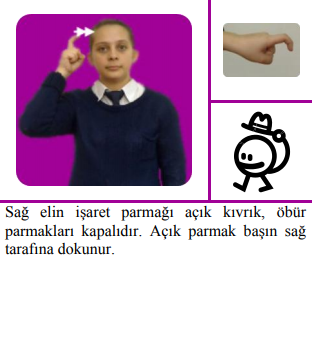 Sağ elin işaret parmağı açık kıvrık, öbür
parmakları kapalıdır. Açık parmak başın sağ
tarafına dokunur.